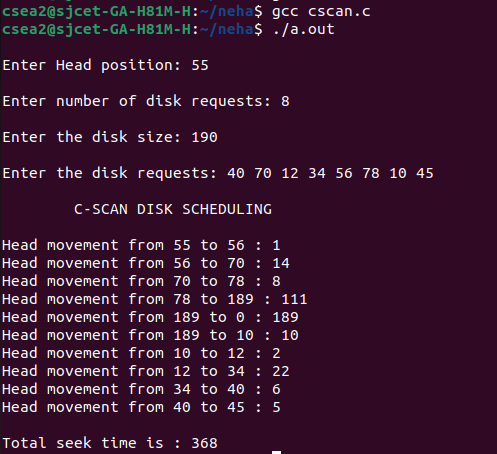 csea2@sjcet-GA-H81M-H:~/neha$ gcc cscan.c
csea2@sjcet-GA-H81M-H:~/neha$ ./a.out
Enter Head position: 55
Enter number of disk requests: 8
Enter the disk size: 190
Enter the disk requests: 40 70 12 34 56 78 10 45
C-SCAN DISK SCHEDULING
Head movement from 55 to 56 : 1
Head movement from 56 to 70 : 14
Head movement from 70 to 78 : 8
Head movement from 78 to 189 : 111
Head movement from 189 to 0 : 189
Head movement from 189 to 10 : 10
Head movement from 10 to 12 : 2
Head movement from 12 to 34 : 22
Head movement from 34 to 40 : 6
Head movement from 40 to 45 : 5
Total seek time is : 368